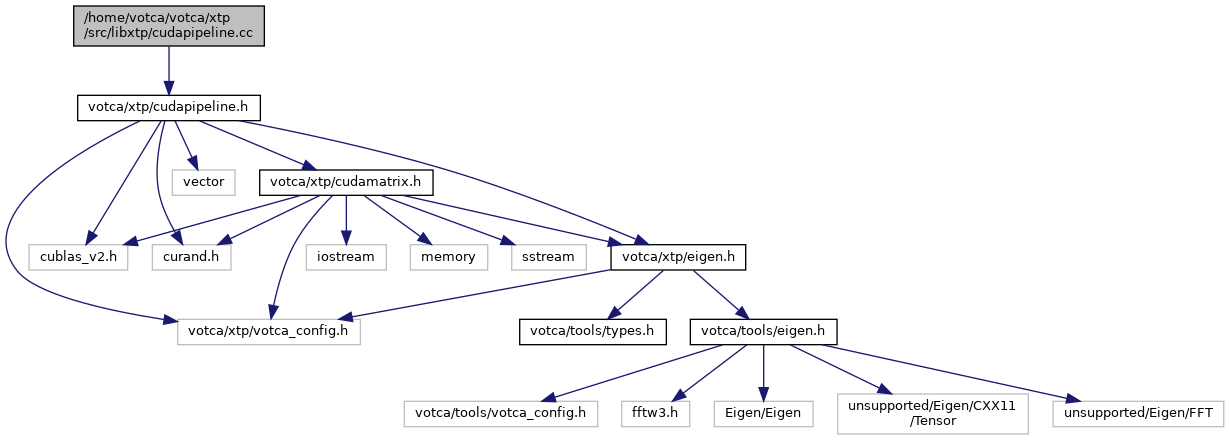 /home/votca/votca/xtp
/src/libxtp/cudapipeline.cc
votca/xtp/cudapipeline.h
vector
votca/xtp/cudamatrix.h
cublas_v2.h
curand.h
iostream
memory
sstream
votca/xtp/eigen.h
votca/xtp/votca_config.h
votca/tools/types.h
votca/tools/eigen.h
votca/tools/votca_config.h
fftw3.h
Eigen/Eigen
unsupported/Eigen/CXX11
/Tensor
unsupported/Eigen/FFT